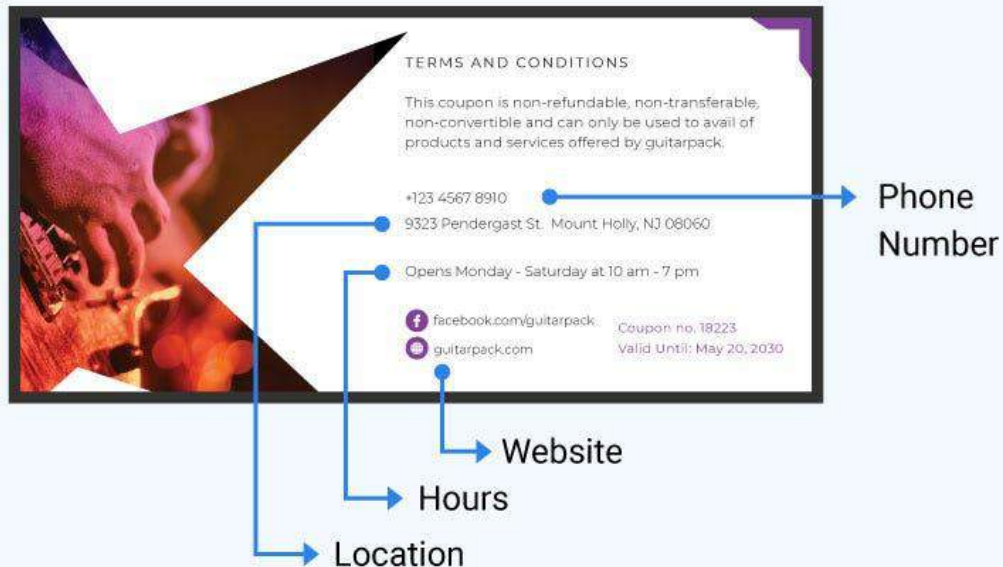 TERMS AND CONDITIONS
This coupon is non-refundable, non-transferable,
non-convertible and can only be used to avail of
products and services offered by guitarpack.
+123 4567 8910
9323 Pendergast St. Mount Holly, NJ 08060
Opens Monday - Saturday at 10 am - 7 pm
facebook.com/guitarpack
guitarpack.com
Coupon no. 18223
Valid Until: May 20, 2030
Phone
Number
Website
Hours
Location